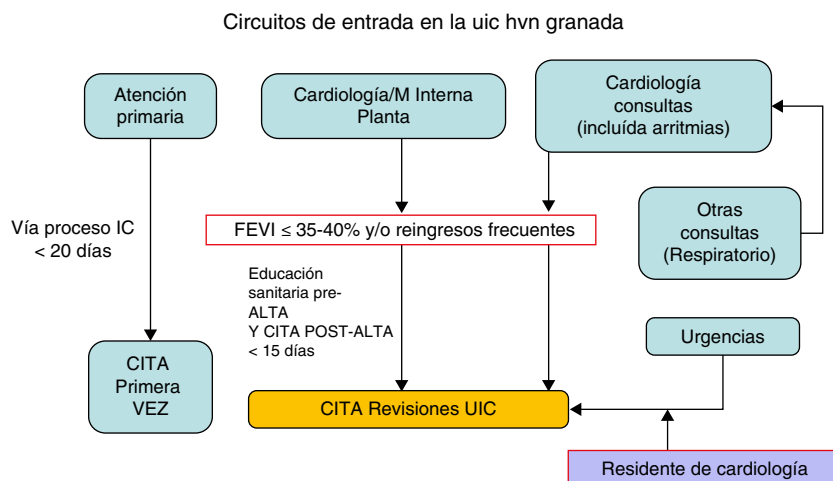 Circuitos de entrada en la uic hvn granada
Atención
primaria
Cardiología/M Interna
Planta
Cardiología
consultas
(incluída arritmias)
Vía proceso IC
< 20 días
FEVI ≤ 35-40% y/o reingresos frecuentes
Otras
consultas
(Respiratorio)
Educación
sanitaria pre-
ALTA
Y CITA POST-ALTA
< 15 días
Urgencias
CITA
Primera
VEZ
CITA Revisiones UIC
Residente de cardiología